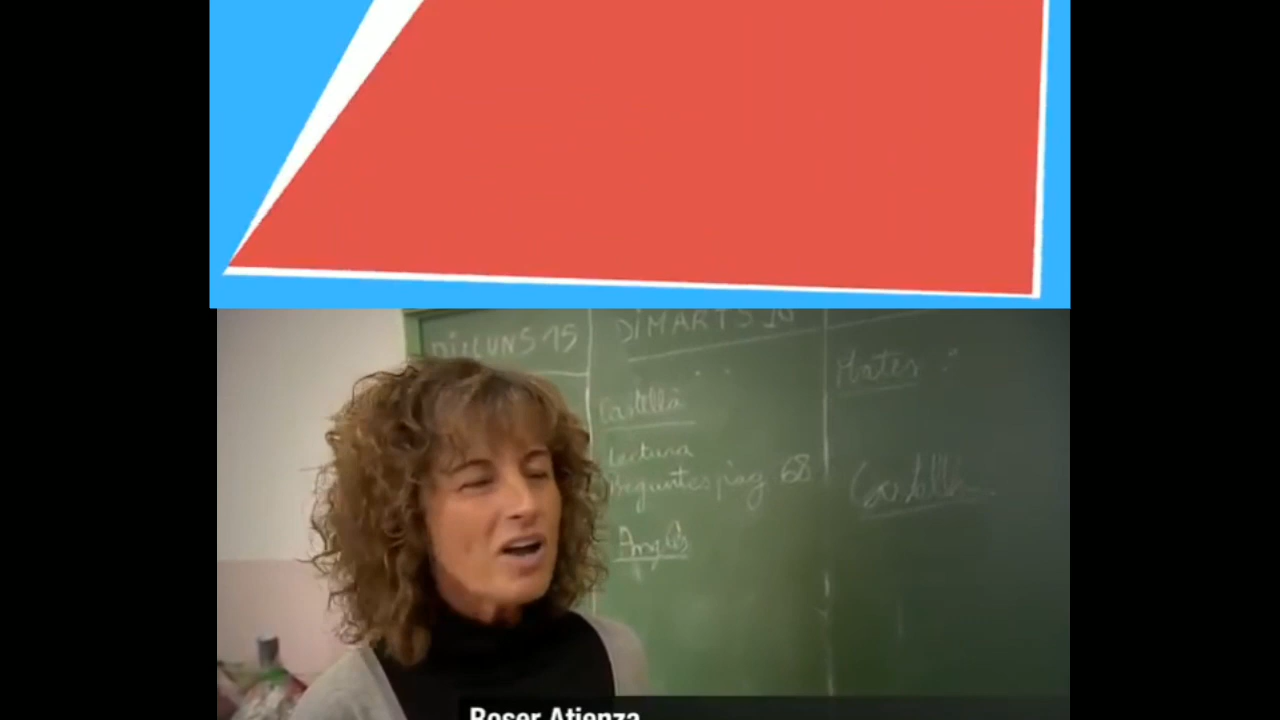 DILLUNS 15
DIMARTS 16
Castellà
Lectura
Preguntes pàg 68
Anglès
Mates :
Castellà
Roser Atienza